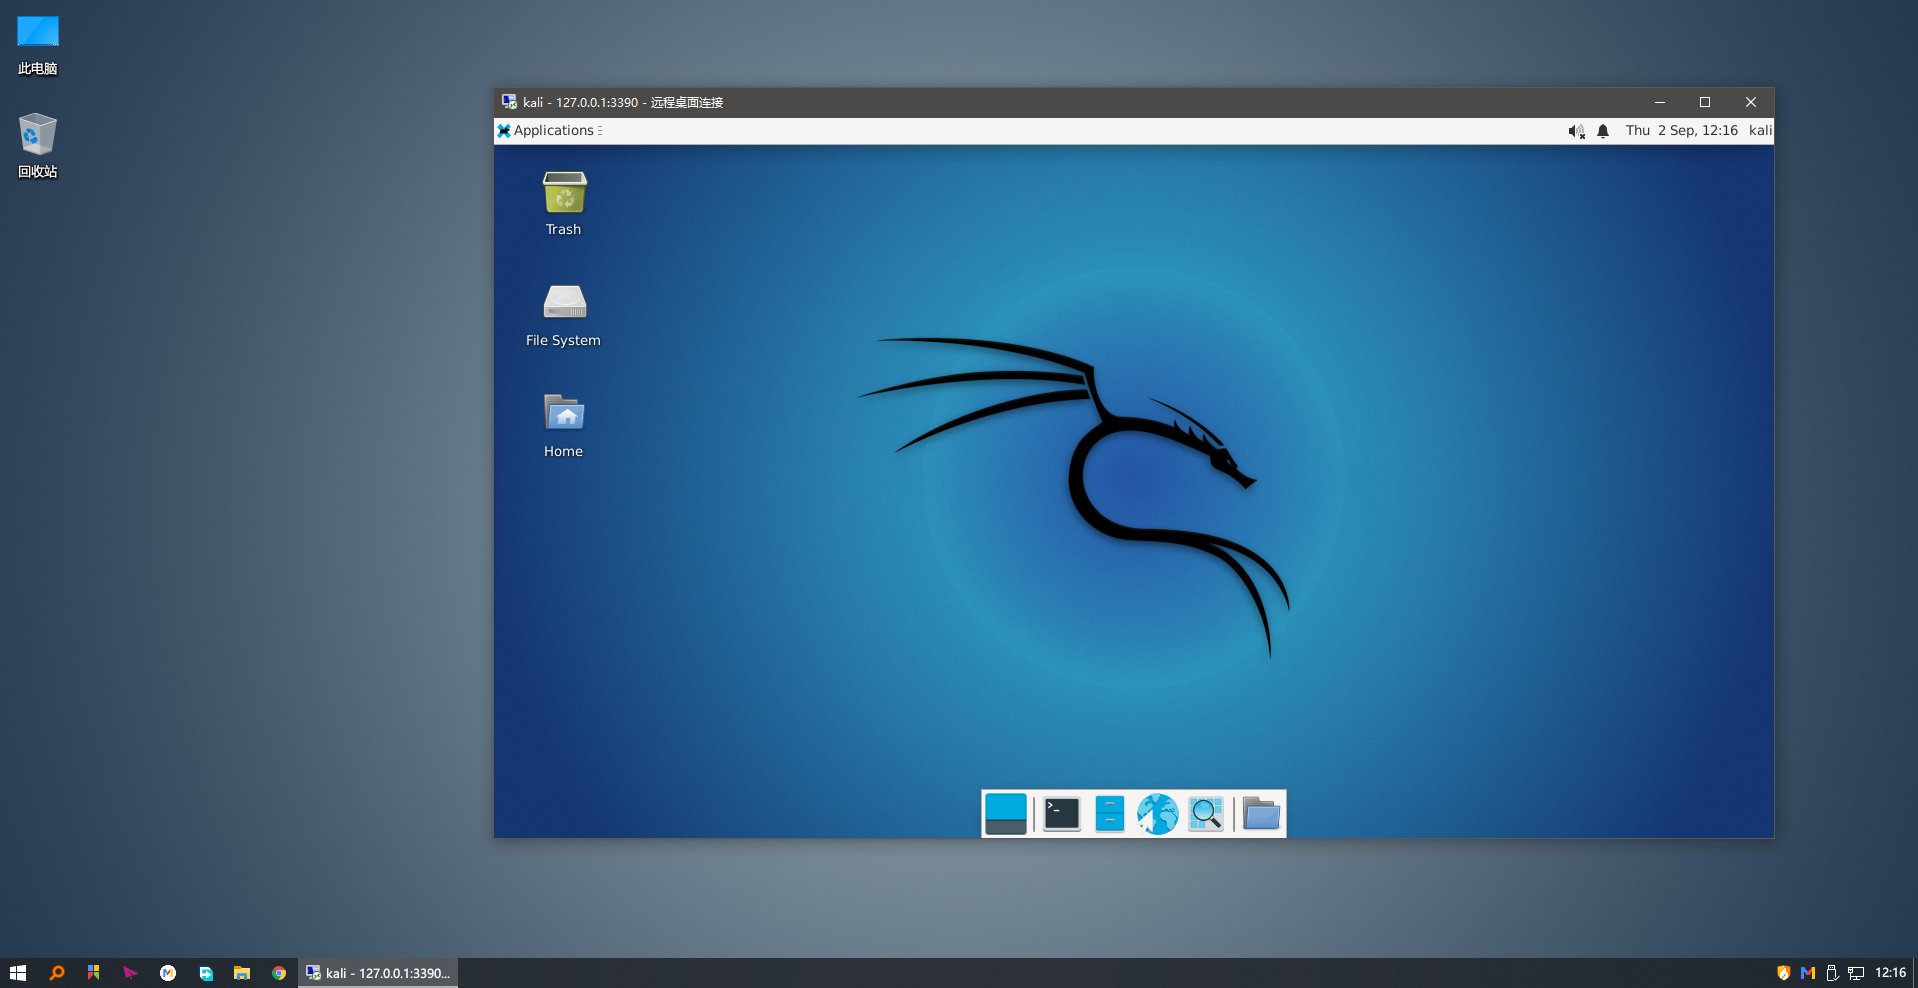 此电脑
回收站
kali - 127.0.0.1:3390 - 远程桌面连接
Applications
Thu 2 Sep, 12:16 kali
Trash
File System
Home
kali - 127.0.0.1:3390...
12:16